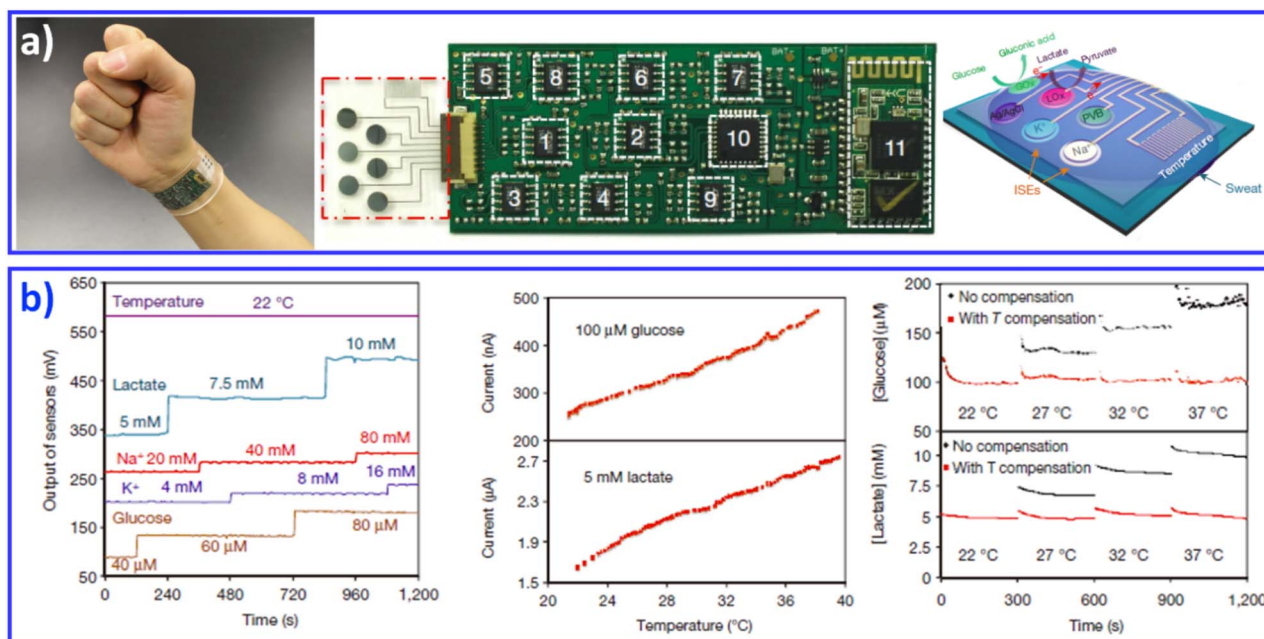 a)
5
8
6
7
1
2
10
11
3
4
9
BAT-
BAT+
Glucose
Gluconic acid
Lactate
Pyruvate
e⁻
GOx
LOx
Ag/AgCl
K⁺
PVB
Na⁺
ISEs
Temperature
Sweat
b)
Output of sensors (mV)
650
550
450
350
250
150
50
Temperature 22 °C
10 mM
Lactate 7.5 mM
5 mM
80 mM
Na⁺ 20 mM 40 mM
16 mM
K⁺ 4 mM 8 mM
Glucose
80 µM
60 µM
40 µM
0 240 480 720 960 1,200
Time (s)
Current (nA)
500
400
300
200
100 µM glucose
Current (µA)
2.7
2.3
1.9
1.5
5 mM lactate
20 24 28 32 36 40
Temperature (°C)
[Glucose] (µM)
200
150
100
50
No compensation
With T compensation
22 °C 27 °C 32 °C 37 °C
[Lactate] (mM)
10
7.5
5
2.5
0
No compensation
With T compensation
22 °C 27 °C 32 °C 37 °C
0 300 600 900 1,200
Time (s)